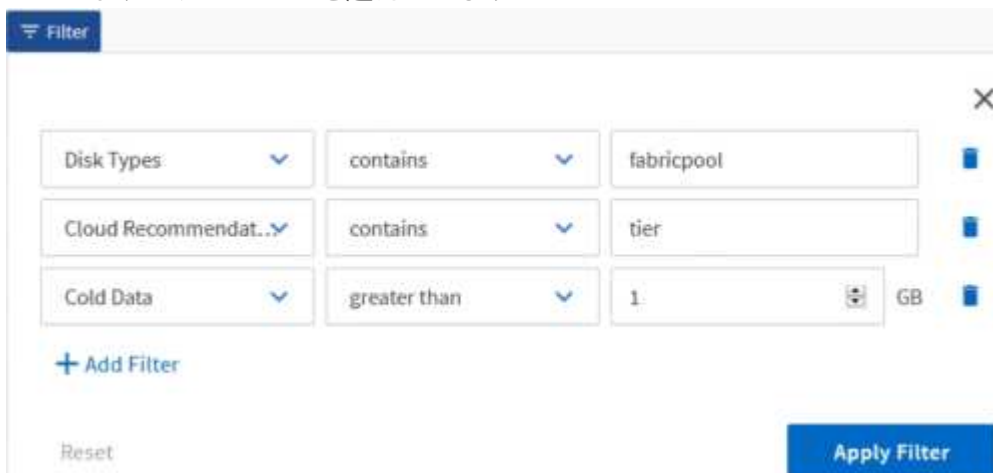 Filter
Disk Types contains fabricpool
Cloud Recommendat... contains tier
Cold Data greater than 1 GB
+ Add Filter
Reset Apply Filter